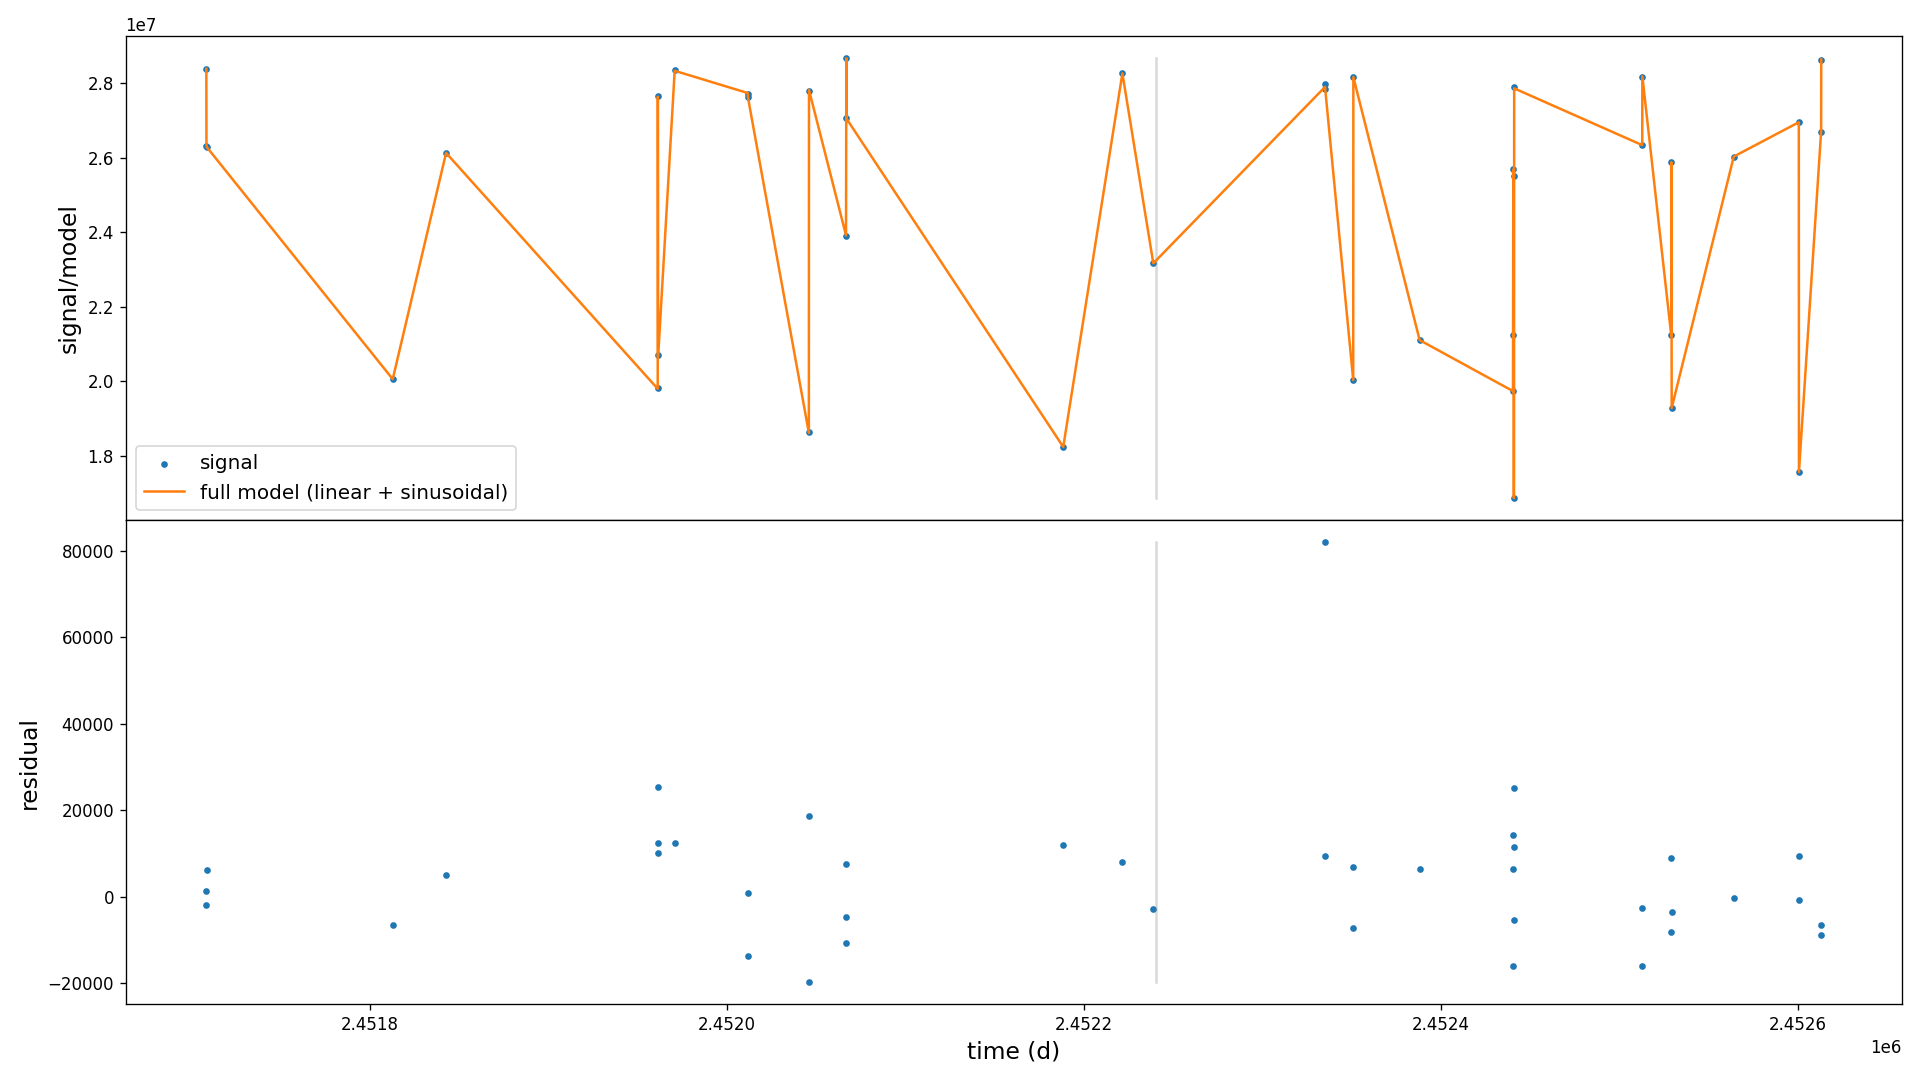 1e7
2.8
2.6
2.4
2.2
2.0
1.8
signal/model
signal
full model (linear + sinusoidal)
80000
60000
40000
20000
0
−20000
residual
2.4518
2.4520
2.4522
2.4524
2.4526
1e6
time (d)